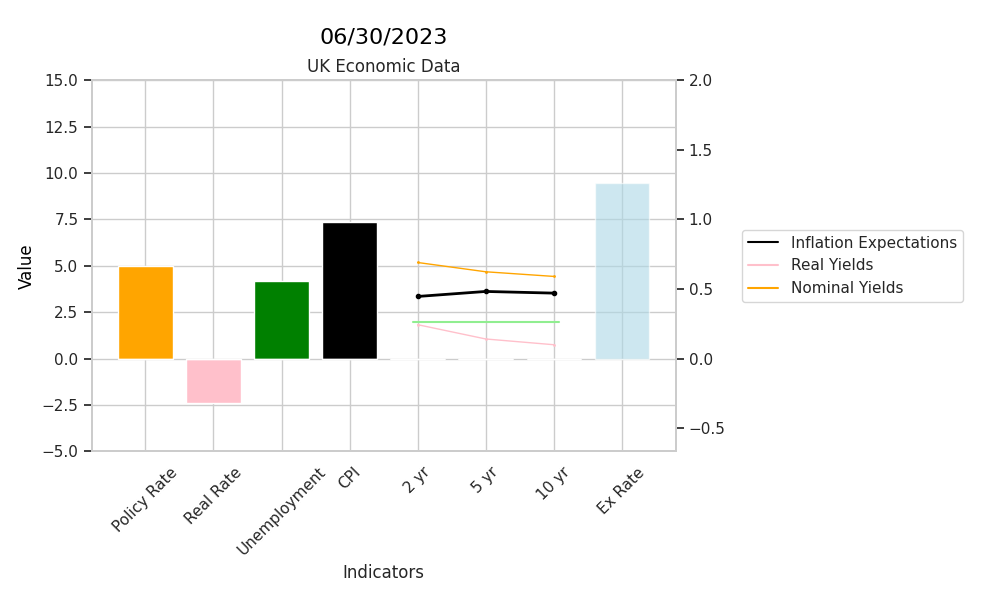 06/30/2023
UK Economic Data
15.0
12.5
10.0
7.5
5.0
2.5
0.0
−2.5
−5.0
Value
2.0
1.5
1.0
0.5
0.0
−0.5
Policy Rate
Real Rate
Unemployment
CPI
2 yr
5 yr
10 yr
Ex Rate
Indicators
Inflation Expectations
Real Yields
Nominal Yields